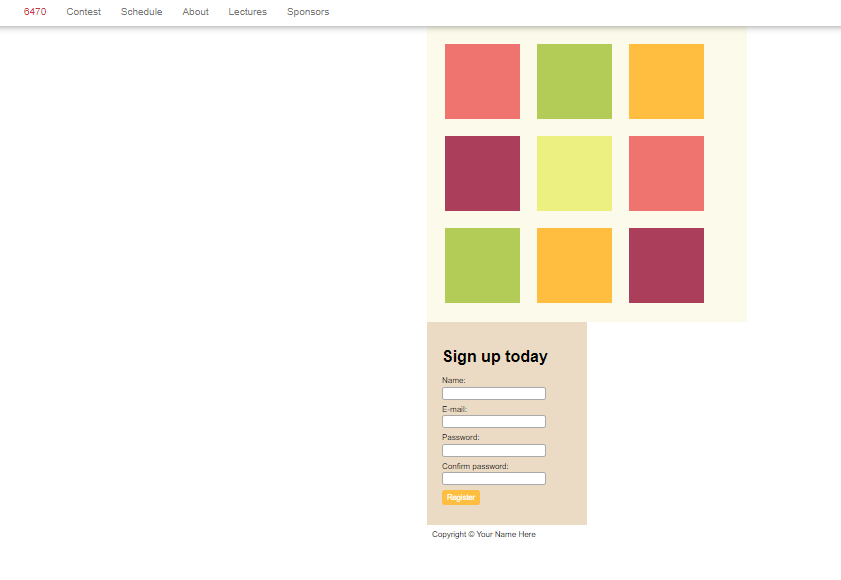 6470 Contest Schedule About Lectures Sponsors
Sign up today
Name:
E-mail:
Password:
Confirm password:
Register
Copyright © Your Name Here